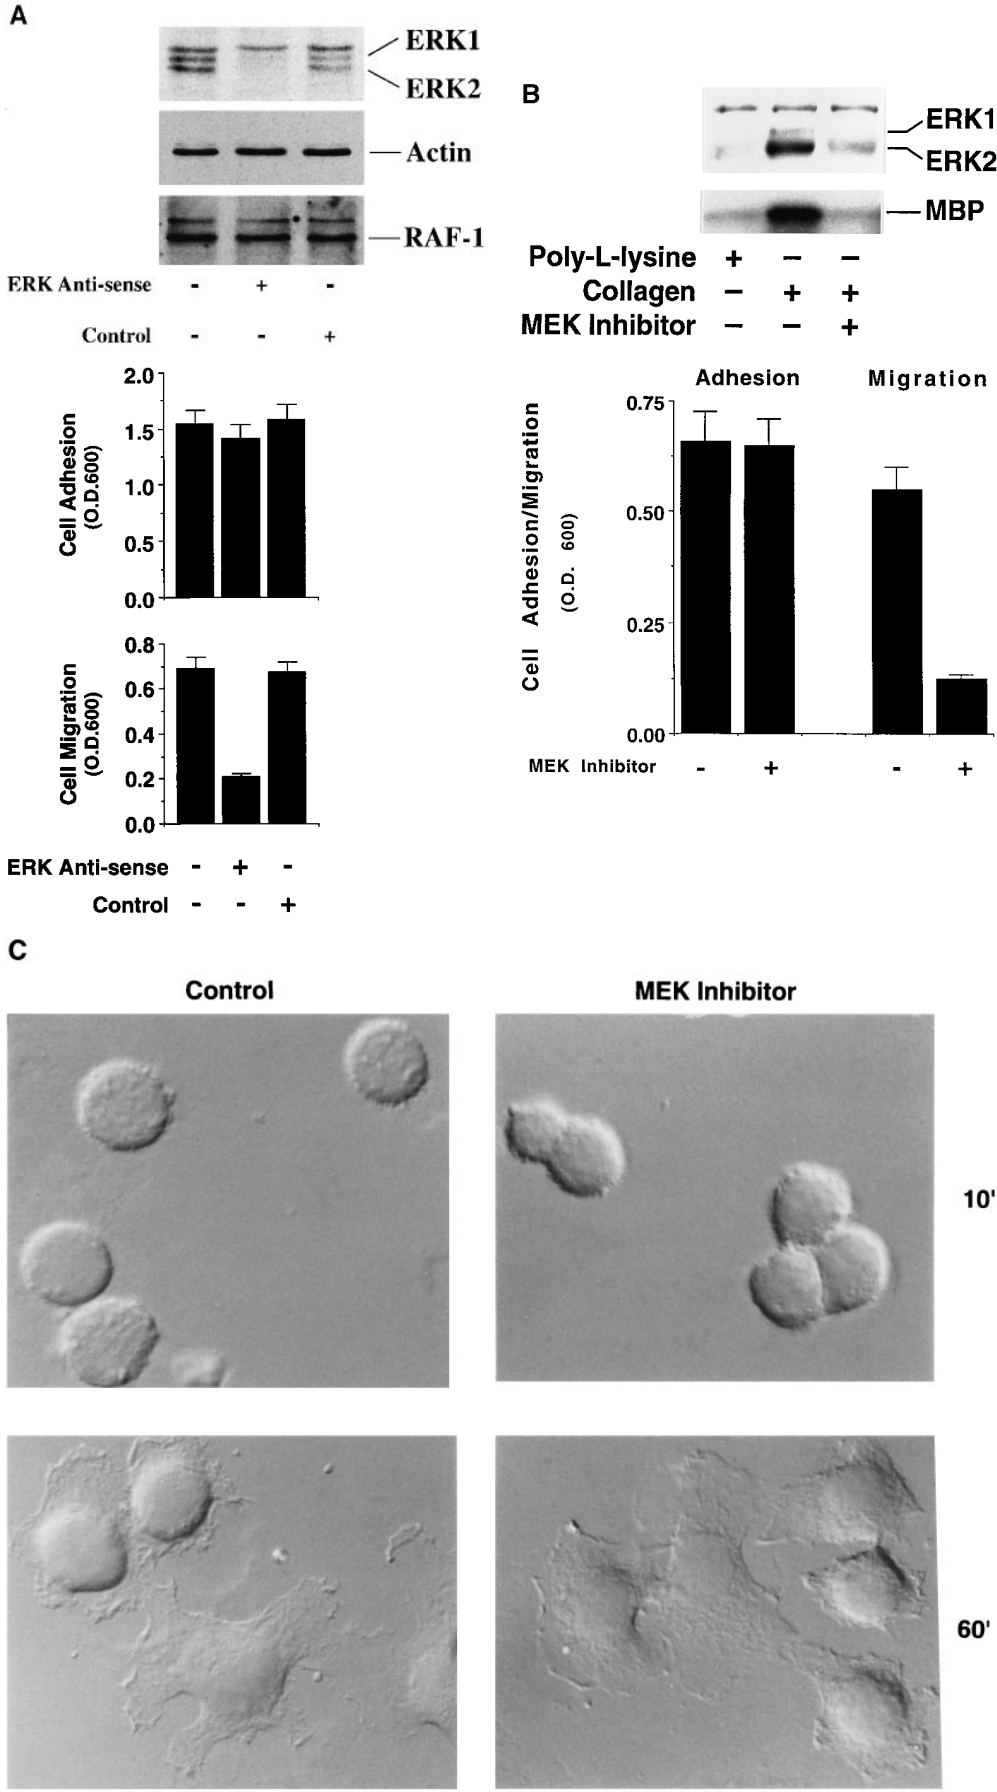 A
ERK1
ERK2
Actin
RAF-1
ERK Anti-sense - + -
Control - - +
Cell Adhesion
(O.D.600)
2.0
1.5
1.0
0.5
0.0
Cell Migration
(O.D.600)
0.8
0.6
0.4
0.2
0.0
ERK Anti-sense - + -
Control - - +
B
ERK1
ERK2
MBP
Poly-L-lysine + - -
Collagen - + +
MEK Inhibitor - - +
Adhesion Migration
Cell Adhesion/Migration
(O.D. 600)
0.75
0.50
0.25
0.00
MEK Inhibitor - + - +
C
Control MEK Inhibitor
10'
60'